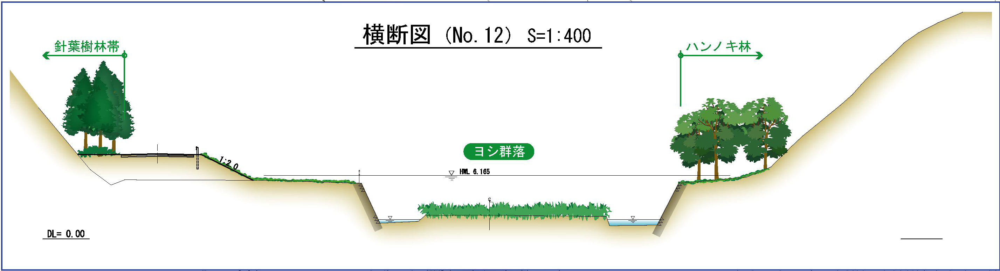 横断図 (No.12) S=1:400
針葉樹林帯
ハンノキ林
ヨシ群落
1:2.0
HWL 6.165
CL
DL= 0.00